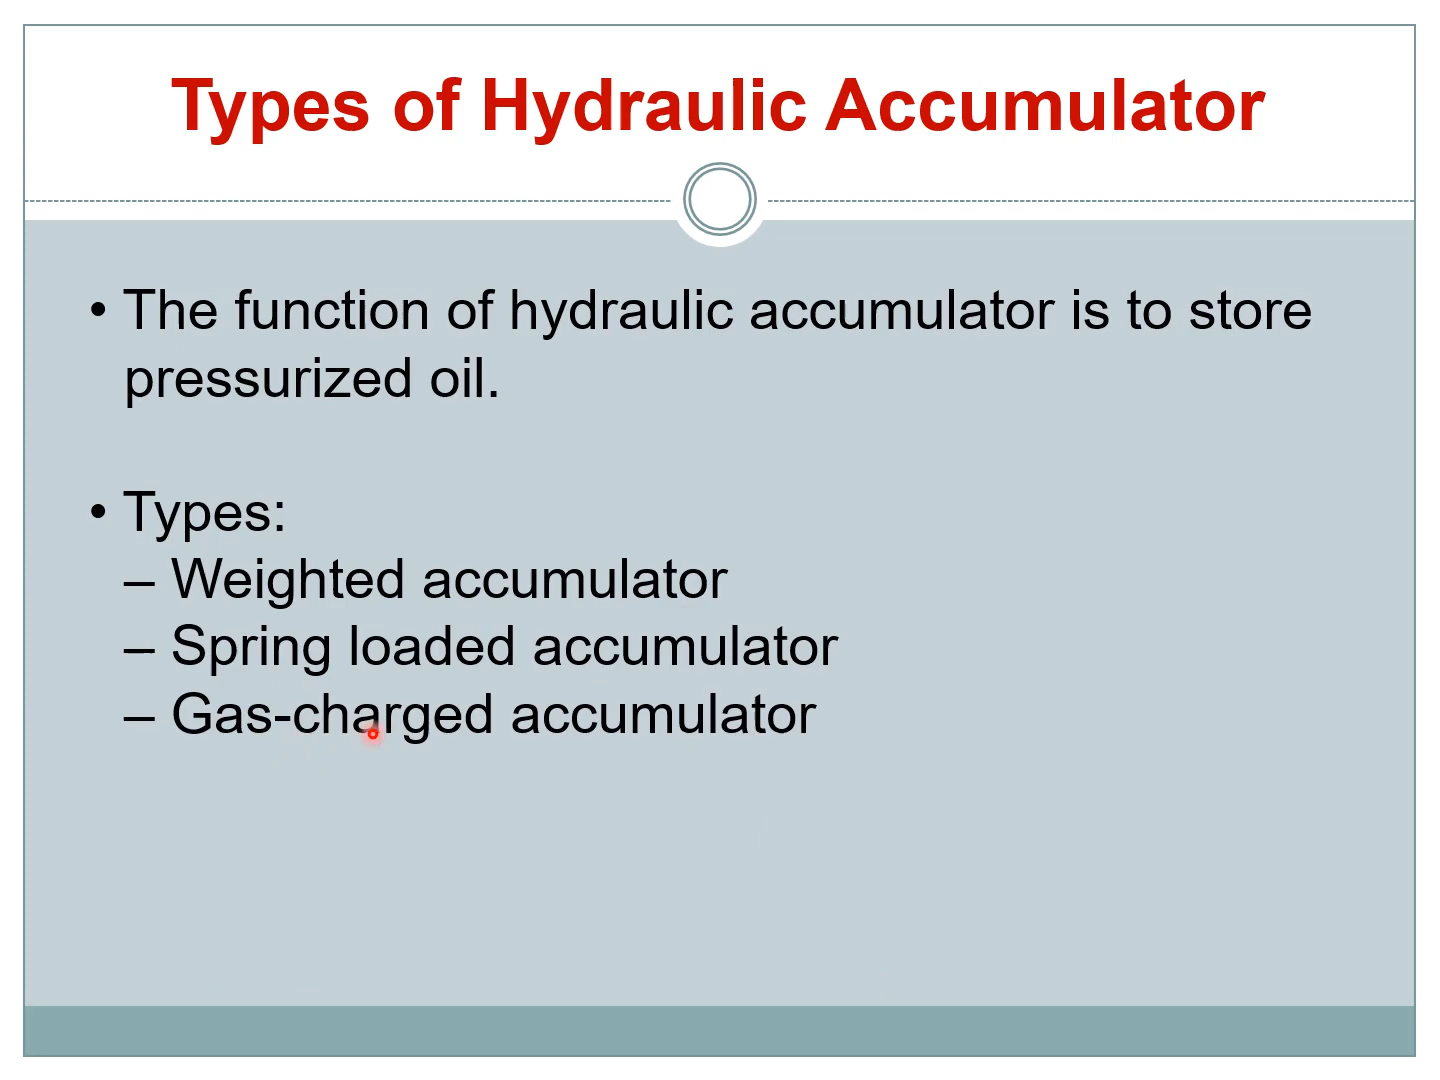 Types of Hydraulic Accumulator
• The function of hydraulic accumulator is to store
pressurized oil.
• Types:
– Weighted accumulator
– Spring loaded accumulator
– Gas-charged accumulator